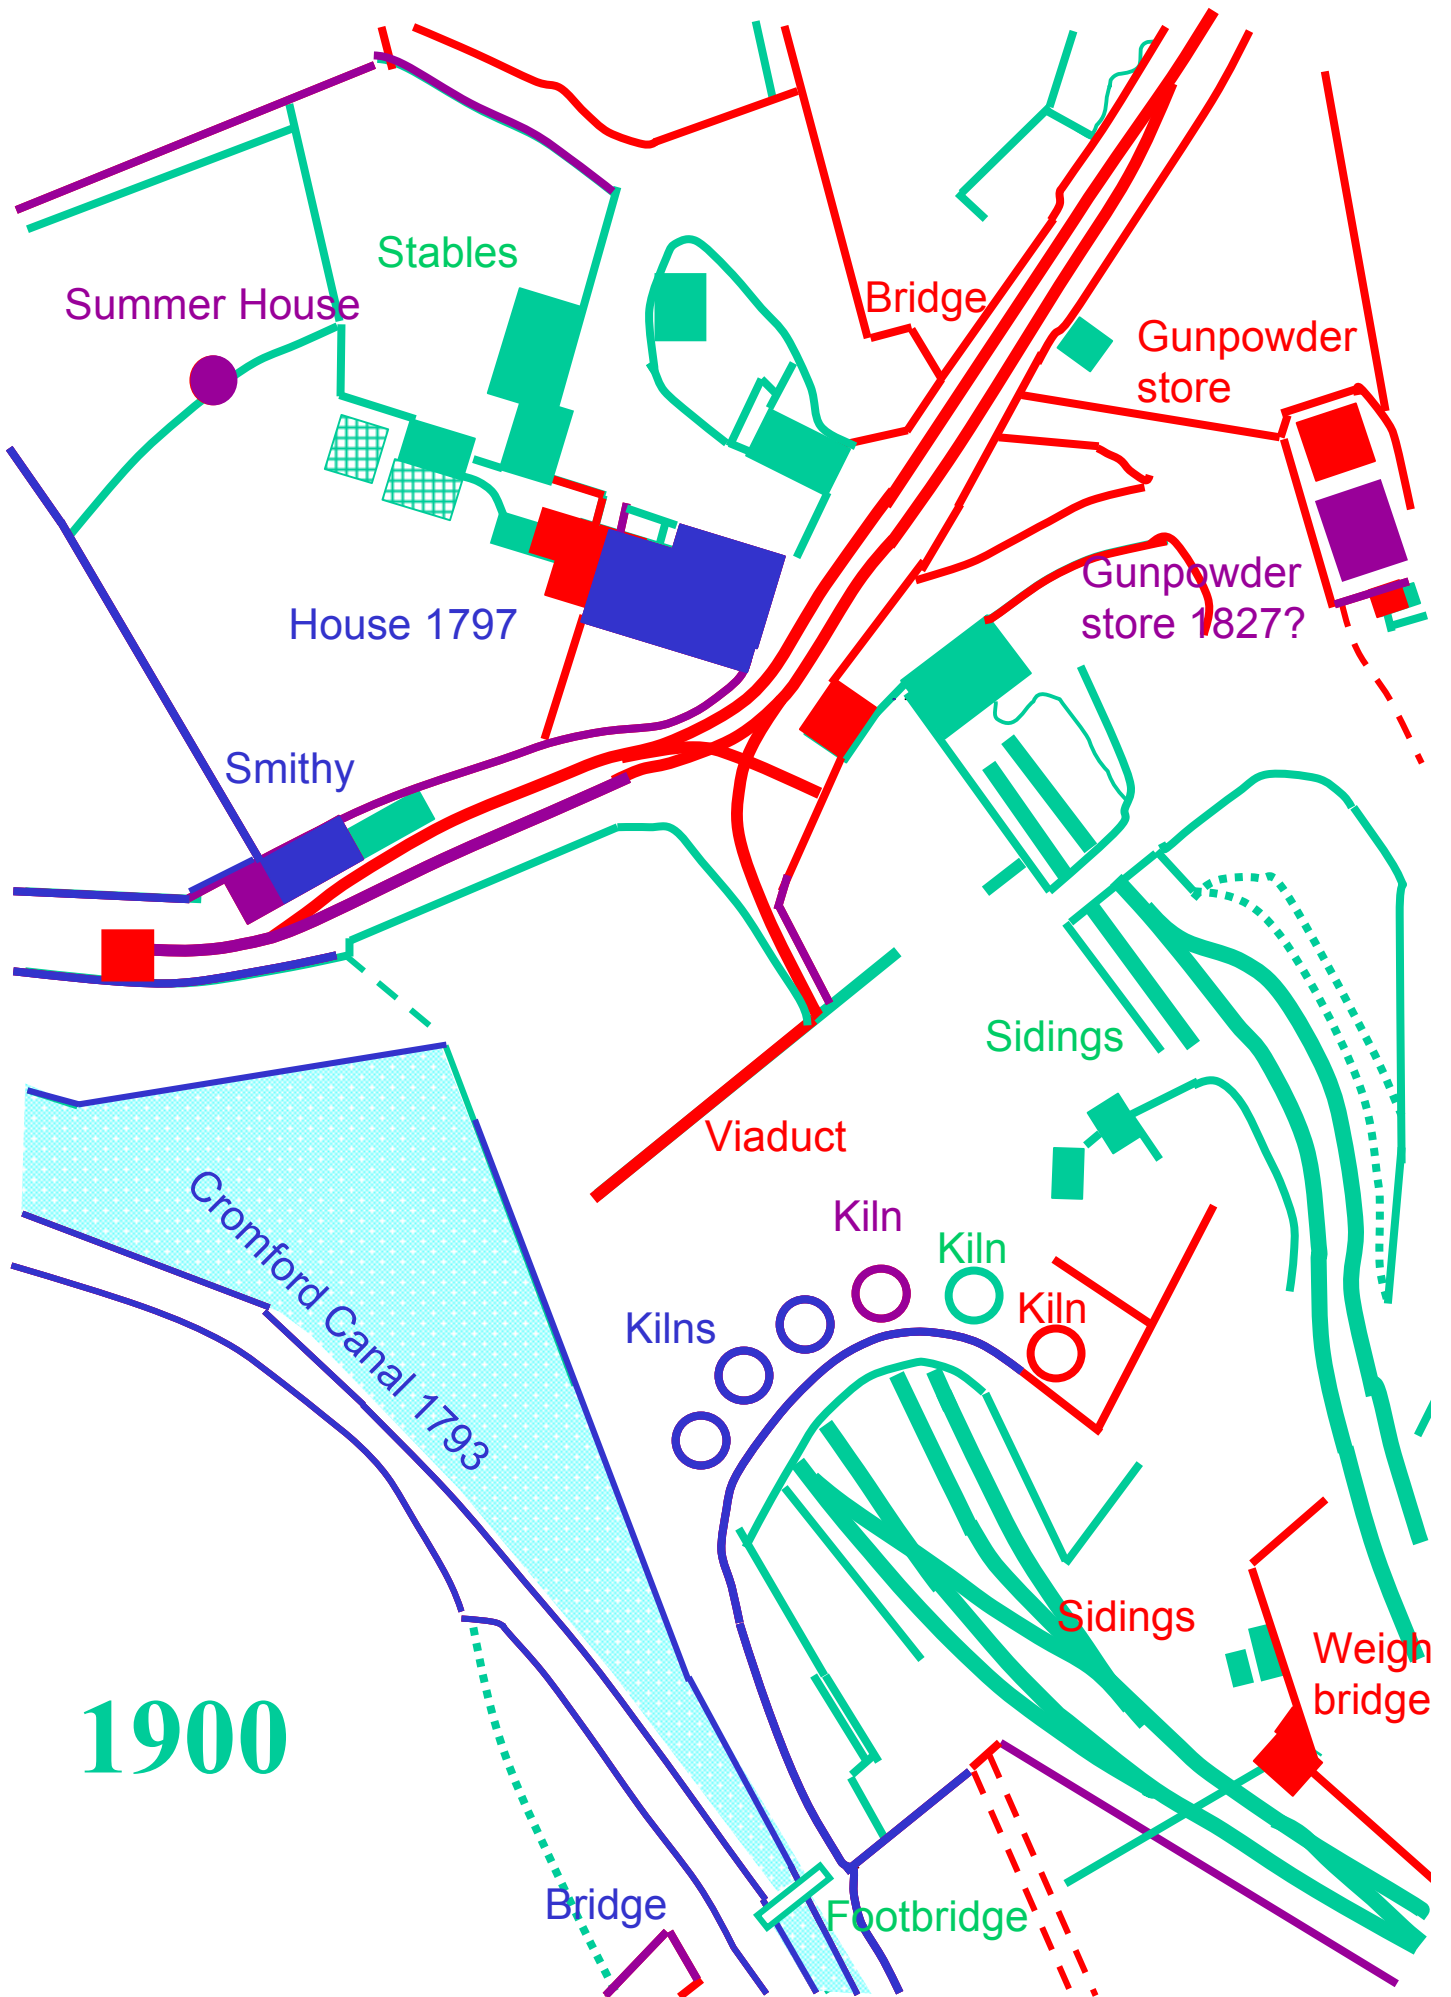 Stables
Summer House
Bridge
Gunpowder
store
Gunpowder
store 1827?
House 1797
Smithy
Sidings
Viaduct
Cromford Canal 1793
Kiln
Kiln
Kiln
Kilns
Sidings
Weigh
bridge
1900
Bridge
Footbridge